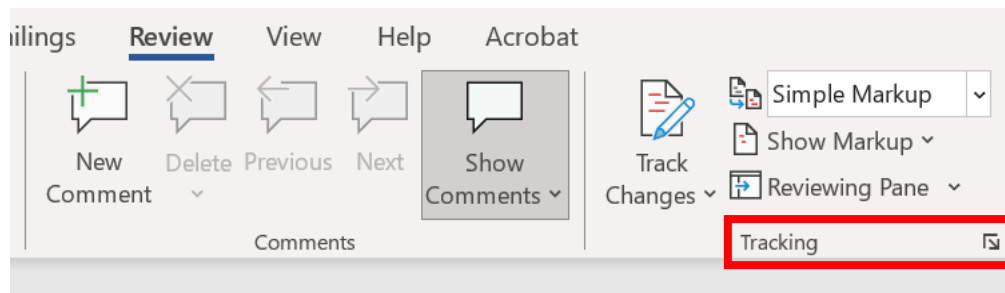 ilings Review View Help Acrobat
New Comment
Delete
Previous
Next
Show Comments
Track Changes
Simple Markup
Show Markup
Reviewing Pane
Comments
Tracking